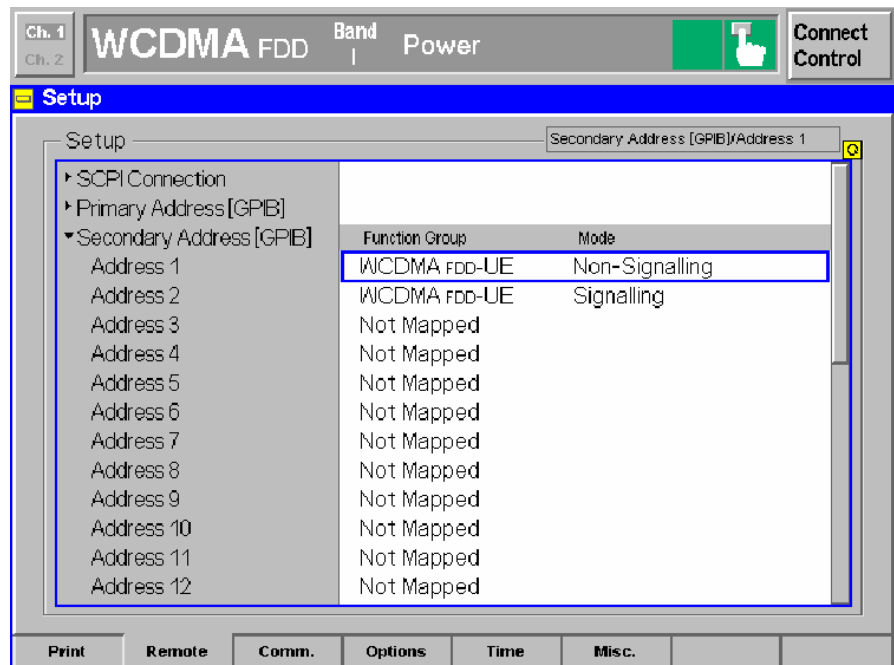 Ch. 1
Ch. 2
WCDMA FDD Band I Power
Connect Control
Setup
Setup
Secondary Address [GPIB]/Address 1
SCPI Connection
Primary Address [GPIB]
Secondary Address [GPIB] Function Group Mode
Address 1 WCDMA FDD-UE Non-Signalling
Address 2 WCDMA FDD-UE Signalling
Address 3 Not Mapped
Address 4 Not Mapped
Address 5 Not Mapped
Address 6 Not Mapped
Address 7 Not Mapped
Address 8 Not Mapped
Address 9 Not Mapped
Address 10 Not Mapped
Address 11 Not Mapped
Address 12 Not Mapped
Print Remote Comm. Options Time Misc.